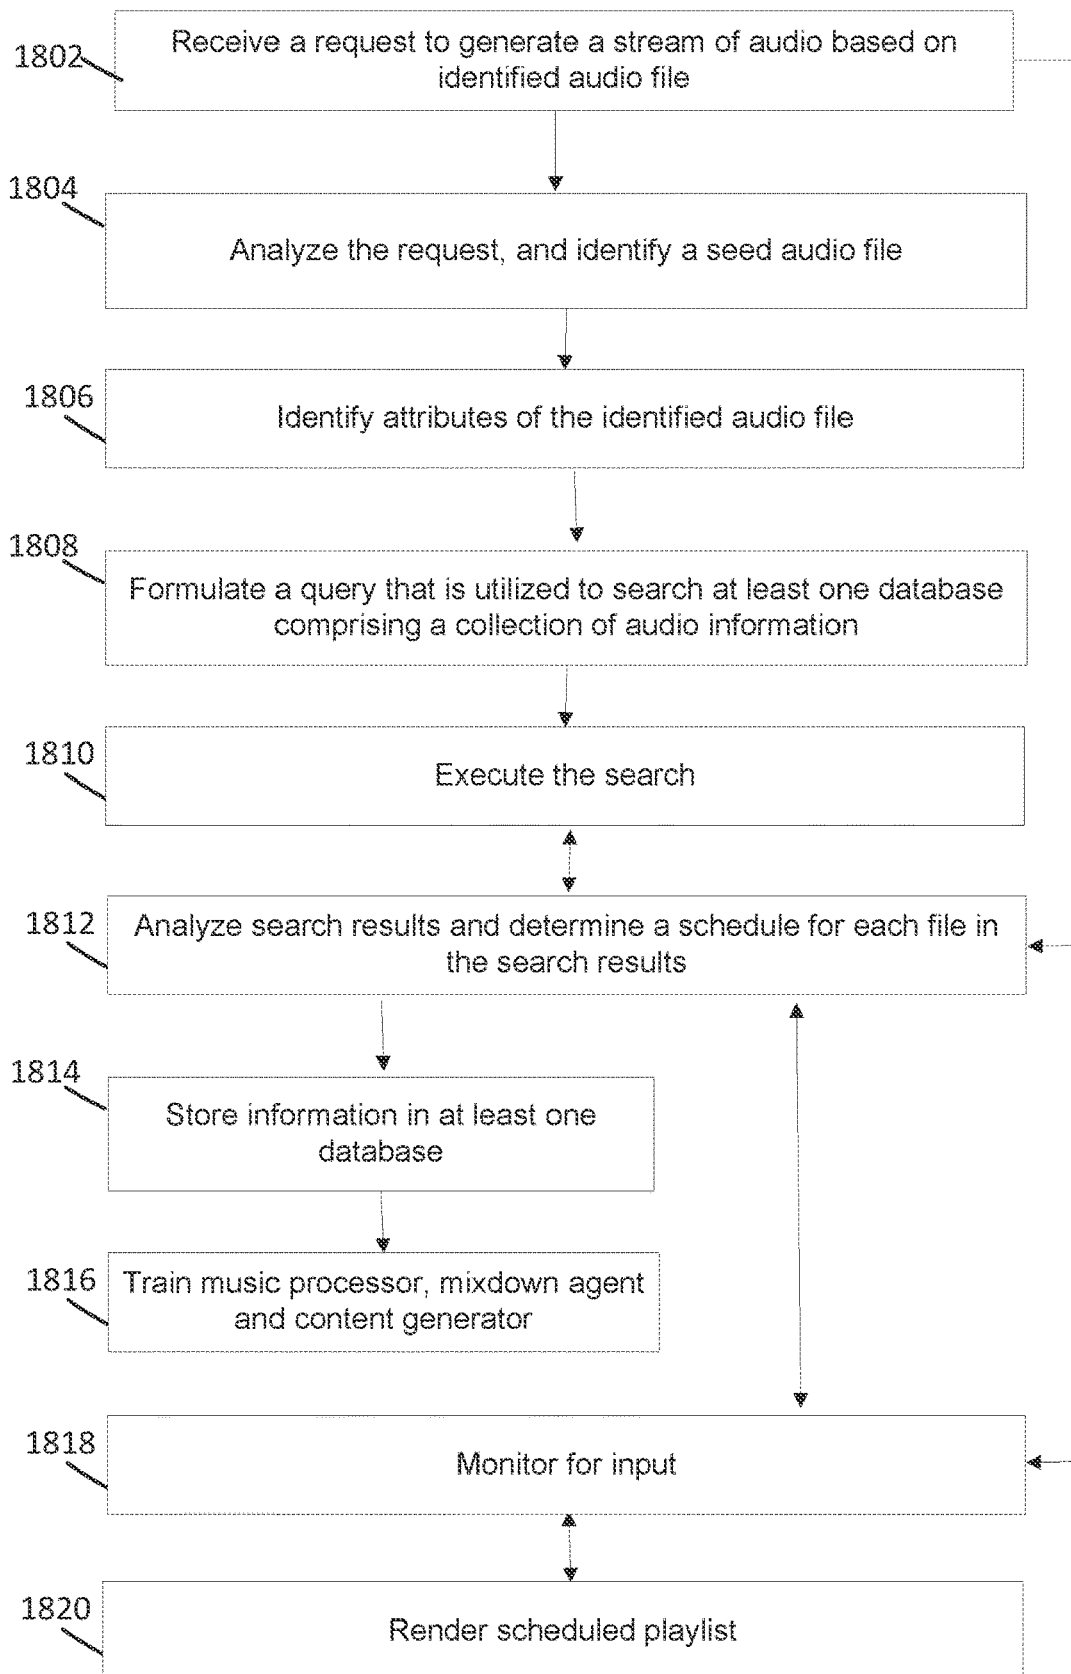 1802
Receive a request to generate a stream of audio based on
identified audio file
1804
Analyze the request, and identify a seed audio file
1806
Identify attributes of the identified audio file
1808
Formulate a query that is utilized to search at least one database
comprising a collection of audio information
1810
Execute the search
1812
Analyze search results and determine a schedule for each file in
the search results
1814
Store information in at least one
database
1816
Train music processor, mixdown agent
and content generator
1818
Monitor for input
1820
Render scheduled playlist